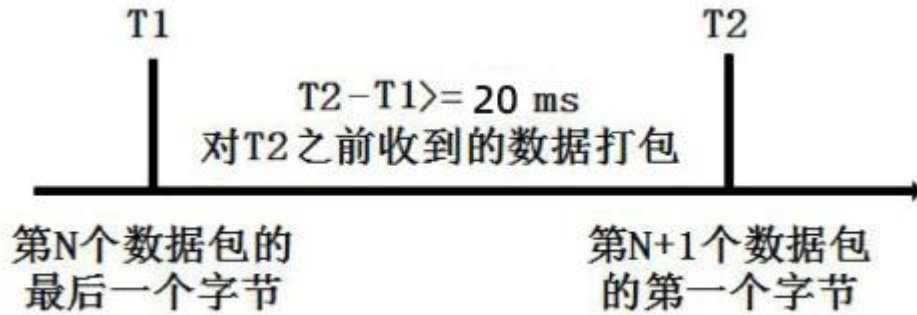 T1
T2
T2-T1>= 20 ms
对T2之前收到的数据打包
第N个数据包的
最后一个字节
第N+1个数据包
的第一个字节